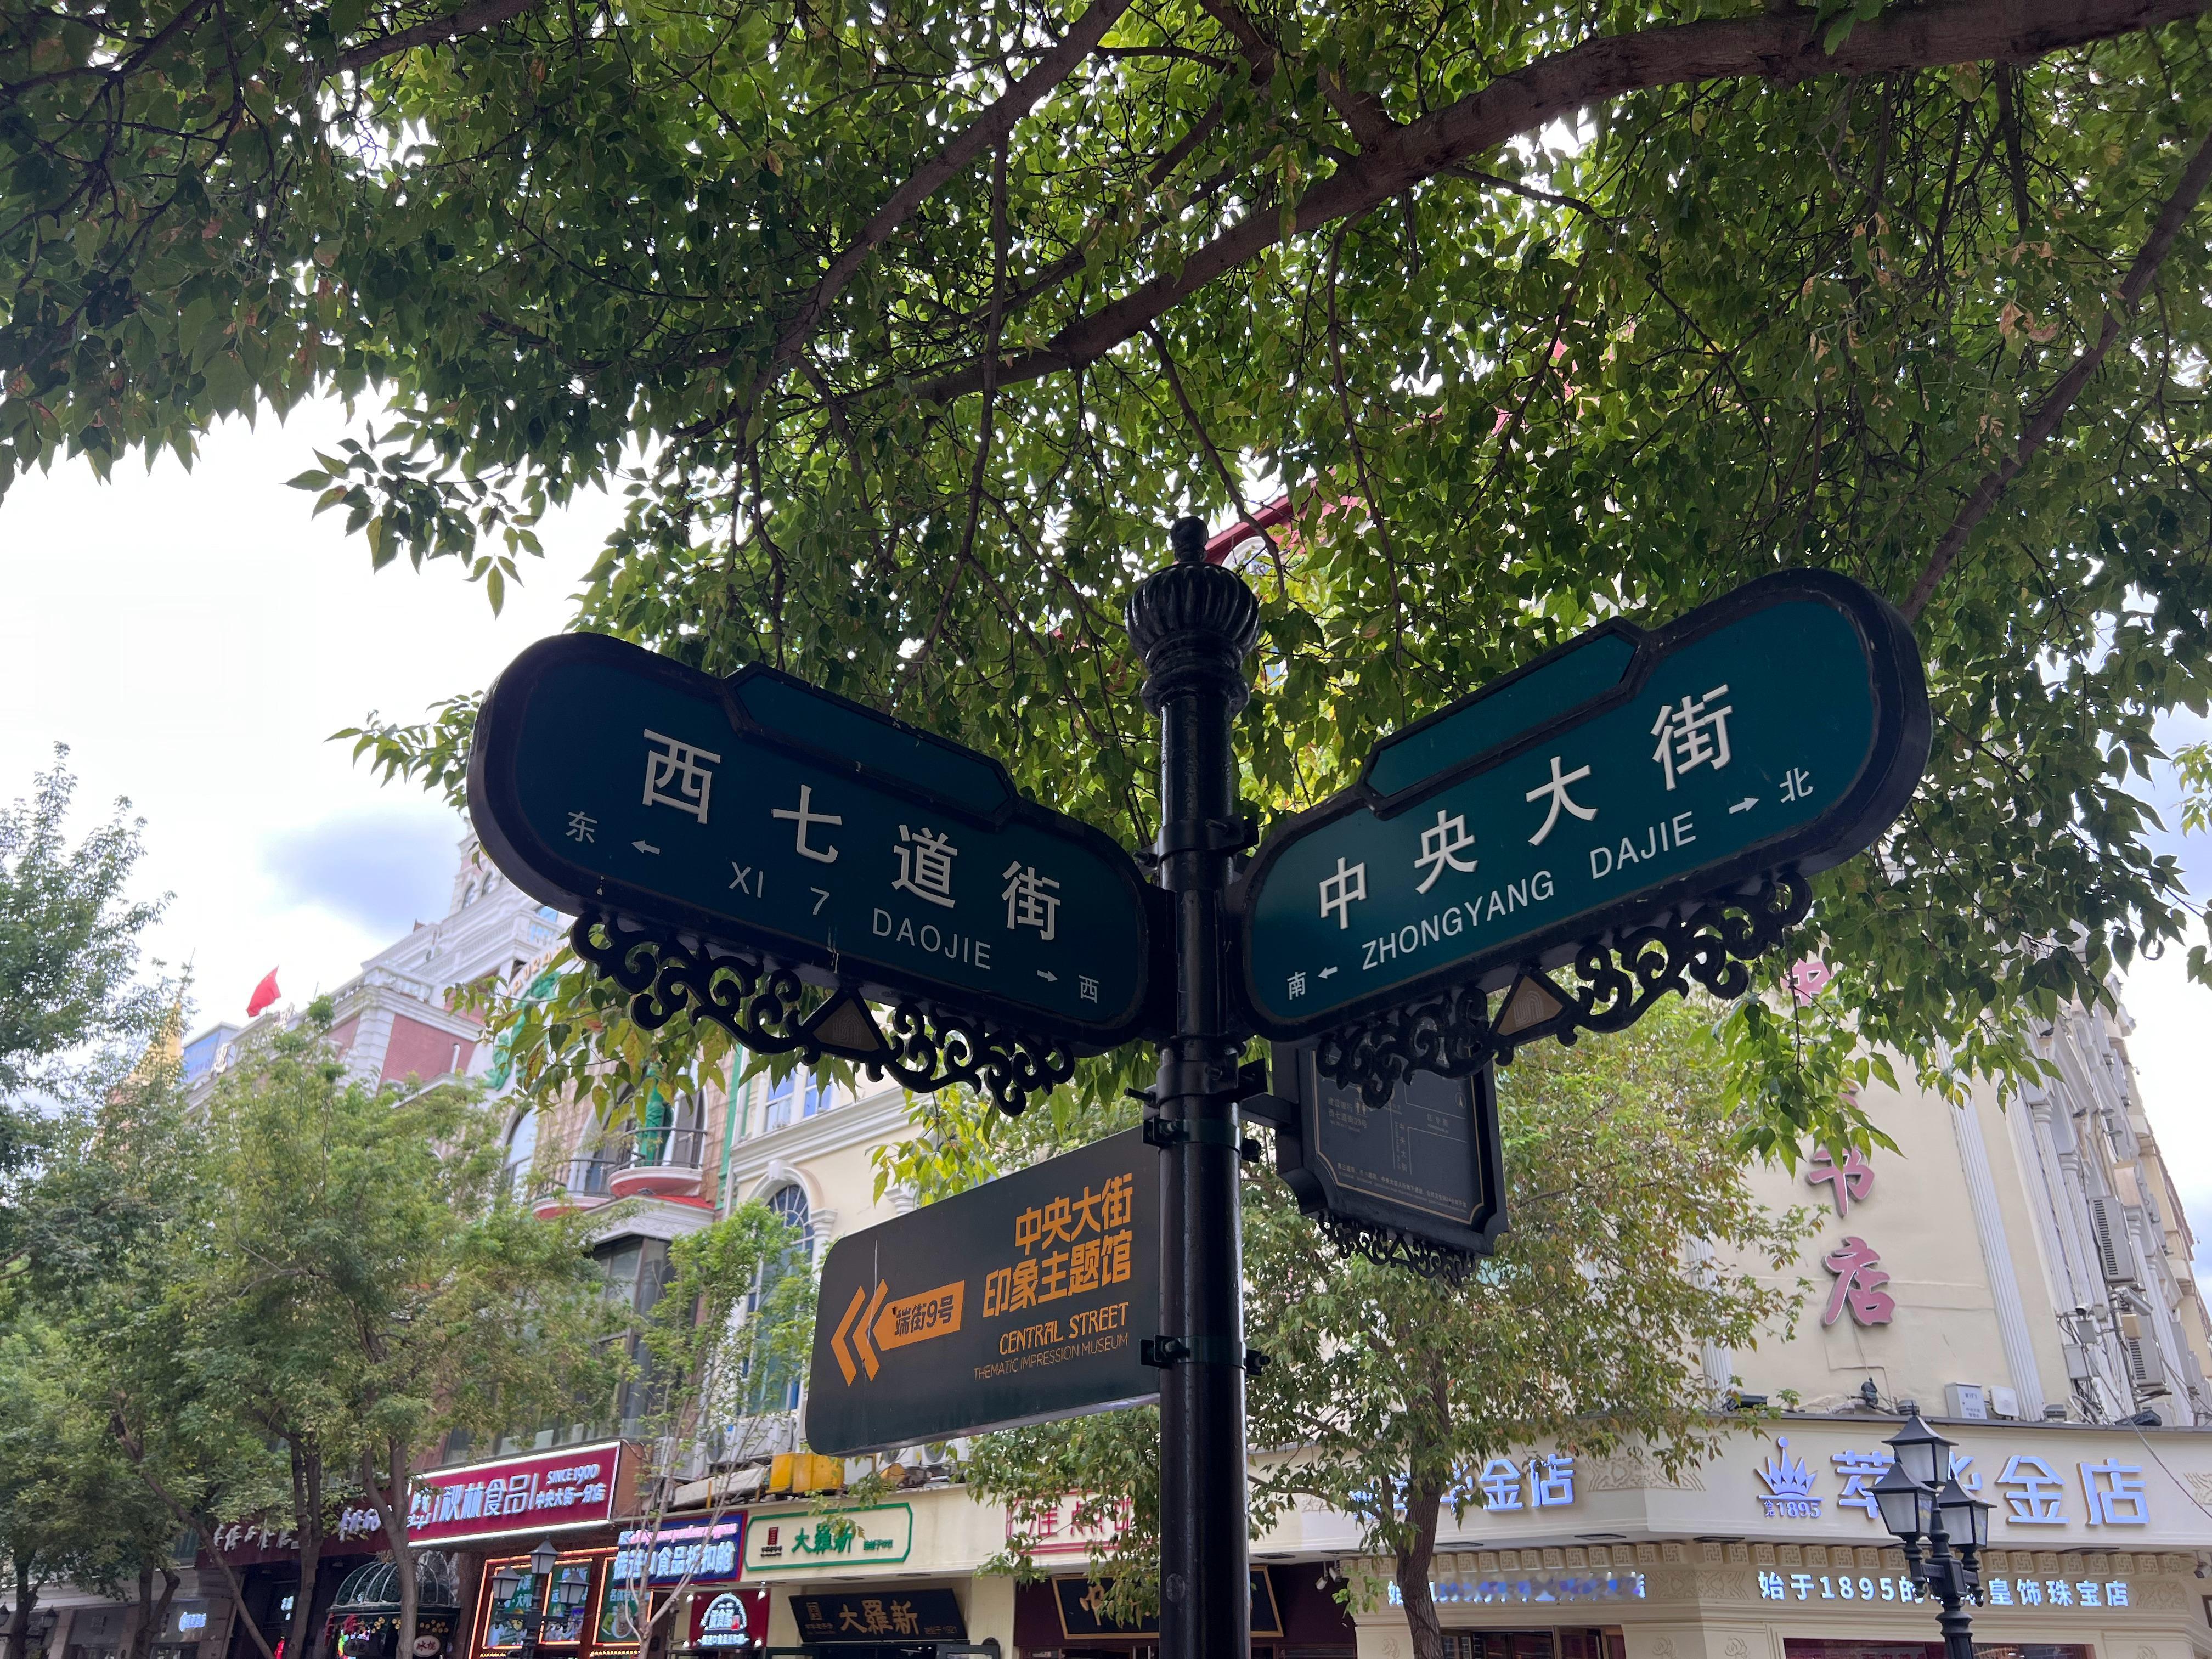 西七道街
东 ← XI 7 DAOJIE → 西
中央大街
南 ← ZHONGYANG DAJIE → 北
中央大街
印象主题馆
端街9号
CENTRAL STREET
THEMATIC IMPRESSION MUSEUM
书
店
秋林食品
SINCE 1900
中央大街一分店
大羅新
大羅新
金店
1895
萃华金店
始于1895的
皇饰珠宝店